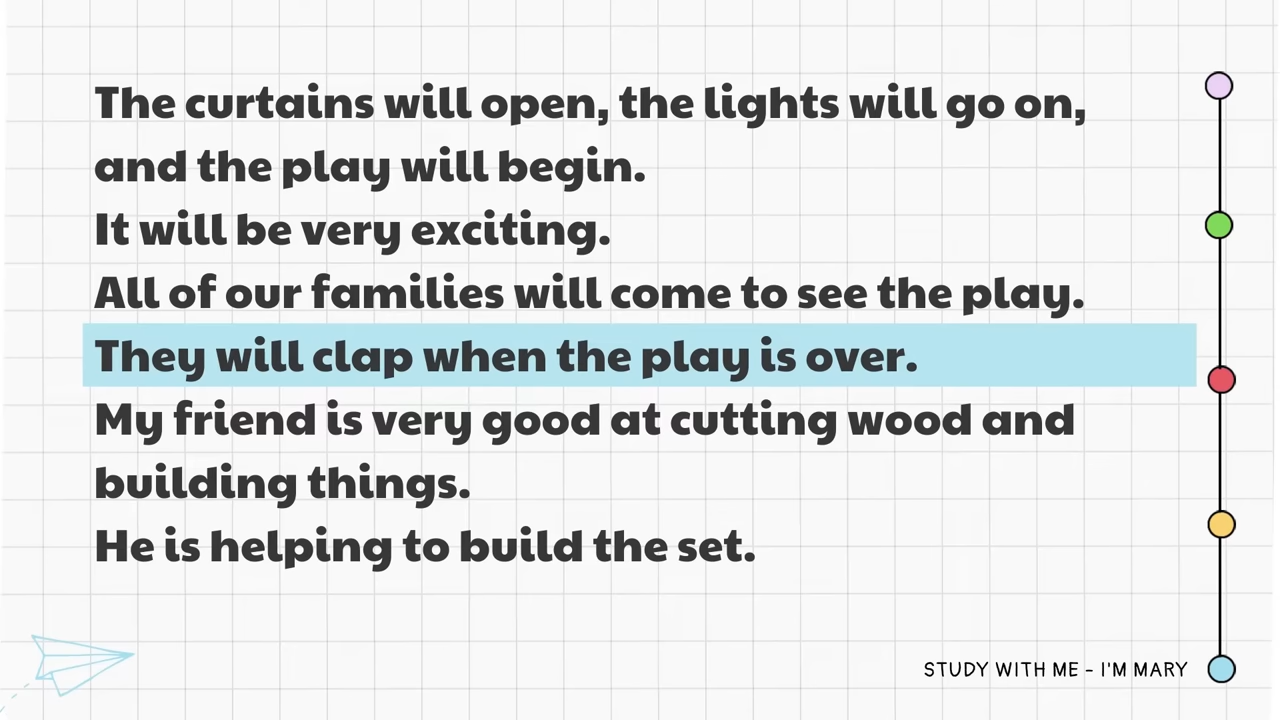 The curtains will open, the lights will go on,
and the play will begin.
It will be very exciting.
All of our families will come to see the play.
They will clap when the play is over.
My friend is very good at cutting wood and
building things.
He is helping to build the set.
STUDY WITH ME - I'M MARY